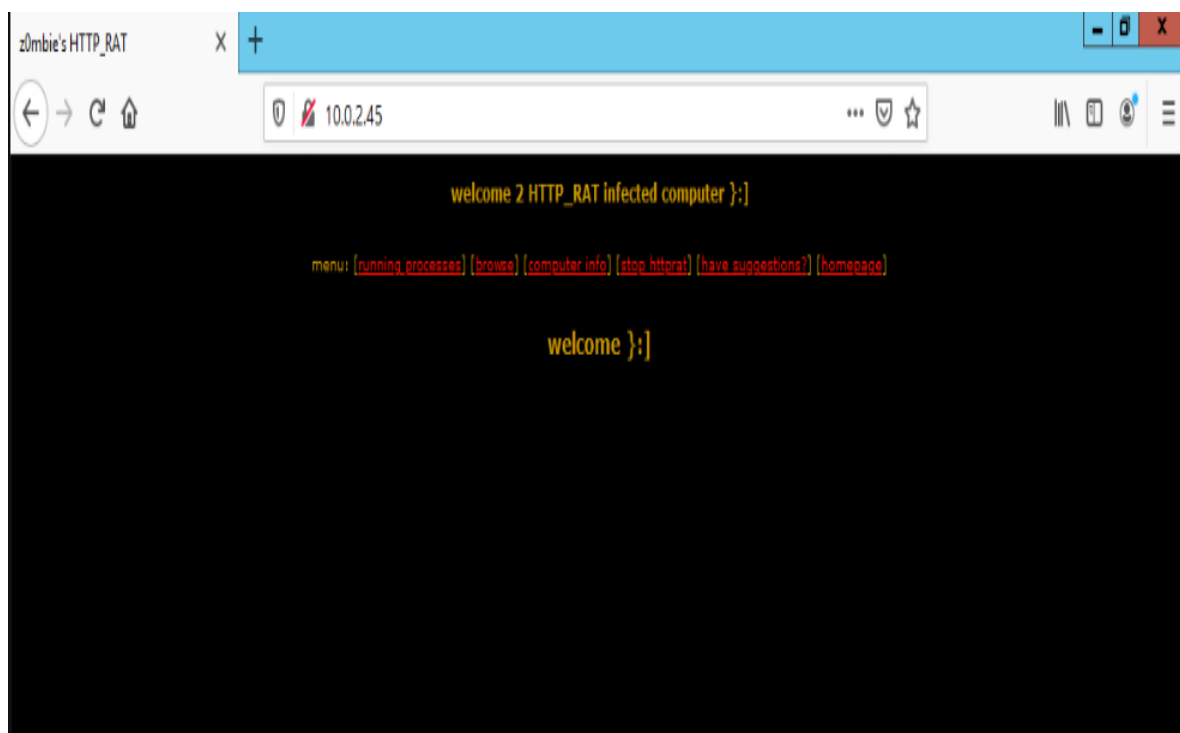 z0mbie's HTTP_RAT
10.0.2.45
welcome 2 HTTP_RAT infected computer }:]
menu: [running processes] [browse] [computer info] [stop httprat] [have suggestions?] [homepage]
welcome }:]